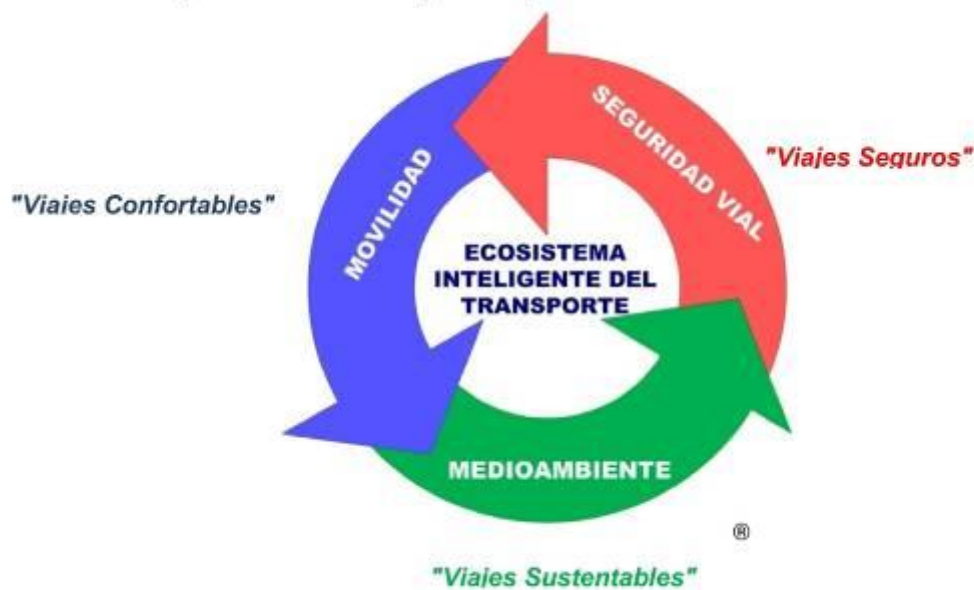 SEGURIDAD VIAL
"Viajes Seguros"
MOVILIDAD
"Viajes Confortables"
ECOSISTEMA
INTELIGENTE DEL
TRANSPORTE
MEDIOAMBIENTE
®
"Viajes Sustentables"